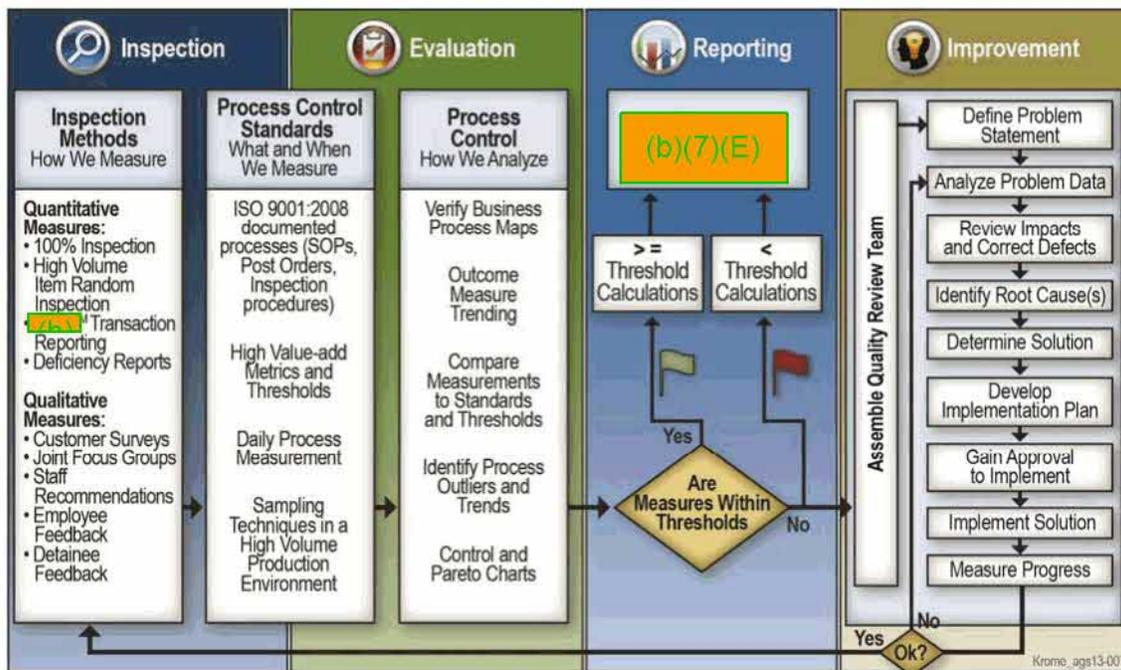 Inspection
Evaluation
Reporting
Improvement
Inspection
Methods
How We Measure
Quantitative
Measures:
• 100% Inspection
• High Volume
Item Random
Inspection
• Transaction
Reporting
• Deficiency Reports
Qualitative
Measures:
• Customer Surveys
• Joint Focus Groups
• Staff
Recommendations
• Employee
Feedback
• Detainee
Feedback
Process Control
Standards
What and When
We Measure
ISO 9001:2008
documented
processes (SOPs,
Post Orders,
Inspection
procedures)
High Value-add
Metrics and
Thresholds
Daily Process
Measurement
Sampling
Techniques in a
High Volume
Production
Environment
Process
Control
How We Analyze
Verify Business
Process Maps
Outcome
Measure
Trending
Compare
Measurements
to Standards
and Thresholds
Identify Process
Outliers and
Trends
Control and
Pareto Charts
(b)(7)(E)
> =
Threshold
Calculations
<
Threshold
Calculations
Yes
Are
Measures Within
Thresholds
No
Assemble Quality Review Team
Define Problem
Statement
Analyze Problem Data
Review Impacts
and Correct Defects
Identify Root Cause(s)
Determine Solution
Develop
Implementation Plan
Gain Approval
to Implement
Implement Solution
Measure Progress
Yes
No
Ok?